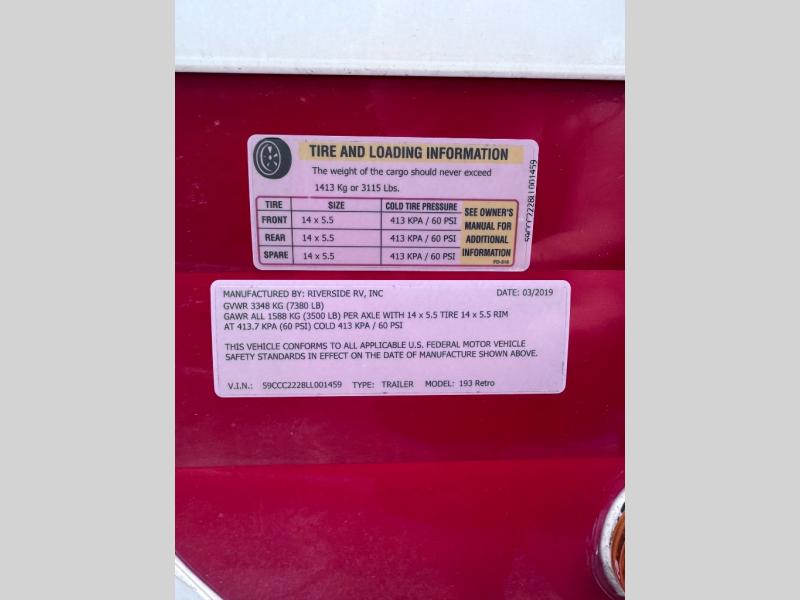 TIRE AND LOADING INFORMATION
The weight of the cargo should never exceed
1413 Kg or 3115 Lbs.
TIRE SIZE COLD TIRE PRESSURE
FRONT 14 x 5.5 413 KPA / 60 PSI
REAR 14 x 5.5 413 KPA / 60 PSI
SPARE 14 x 5.5 413 KPA / 60 PSI
SEE OWNER'S
MANUAL FOR
ADDITIONAL
INFORMATION
59CCC2228LL001459
MANUFACTURED BY: RIVERSIDE RV, INC DATE: 03/2019
GVWR 3348 KG (7380 LB)
GAWR ALL 1588 KG (3500 LB) PER AXLE WITH 14 x 5.5 TIRE 14 x 5.5 RIM
AT 413.7 KPA (60 PSI) COLD 413 KPA / 60 PSI
THIS VEHICLE CONFORMS TO ALL APPLICABLE U.S. FEDERAL MOTOR VEHICLE
SAFETY STANDARDS IN EFFECT ON THE DATE OF MANUFACTURE SHOWN ABOVE.
V.I.N.: 59CCC2228LL001459 TYPE: TRAILER MODEL: 193 Retro